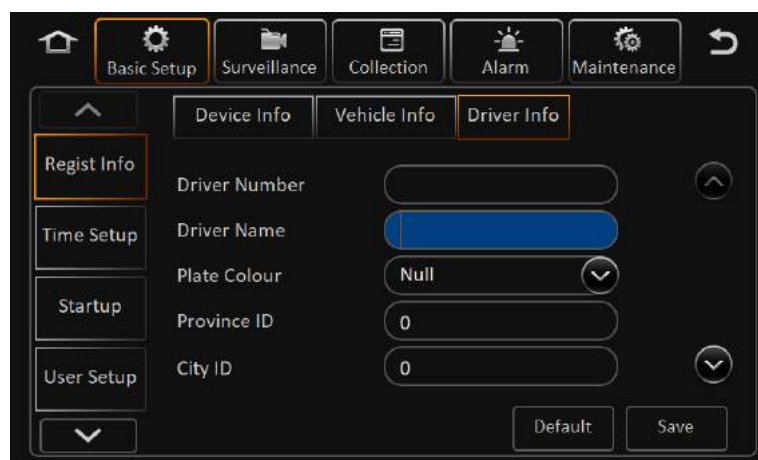 Basic Setup Surveillance Collection Alarm Maintenance
Device Info Vehicle Info Driver Info
Regist Info
Time Setup
Startup
User Setup
Driver Number
Driver Name
Plate Colour Null
Province ID 0
City ID 0
Default Save